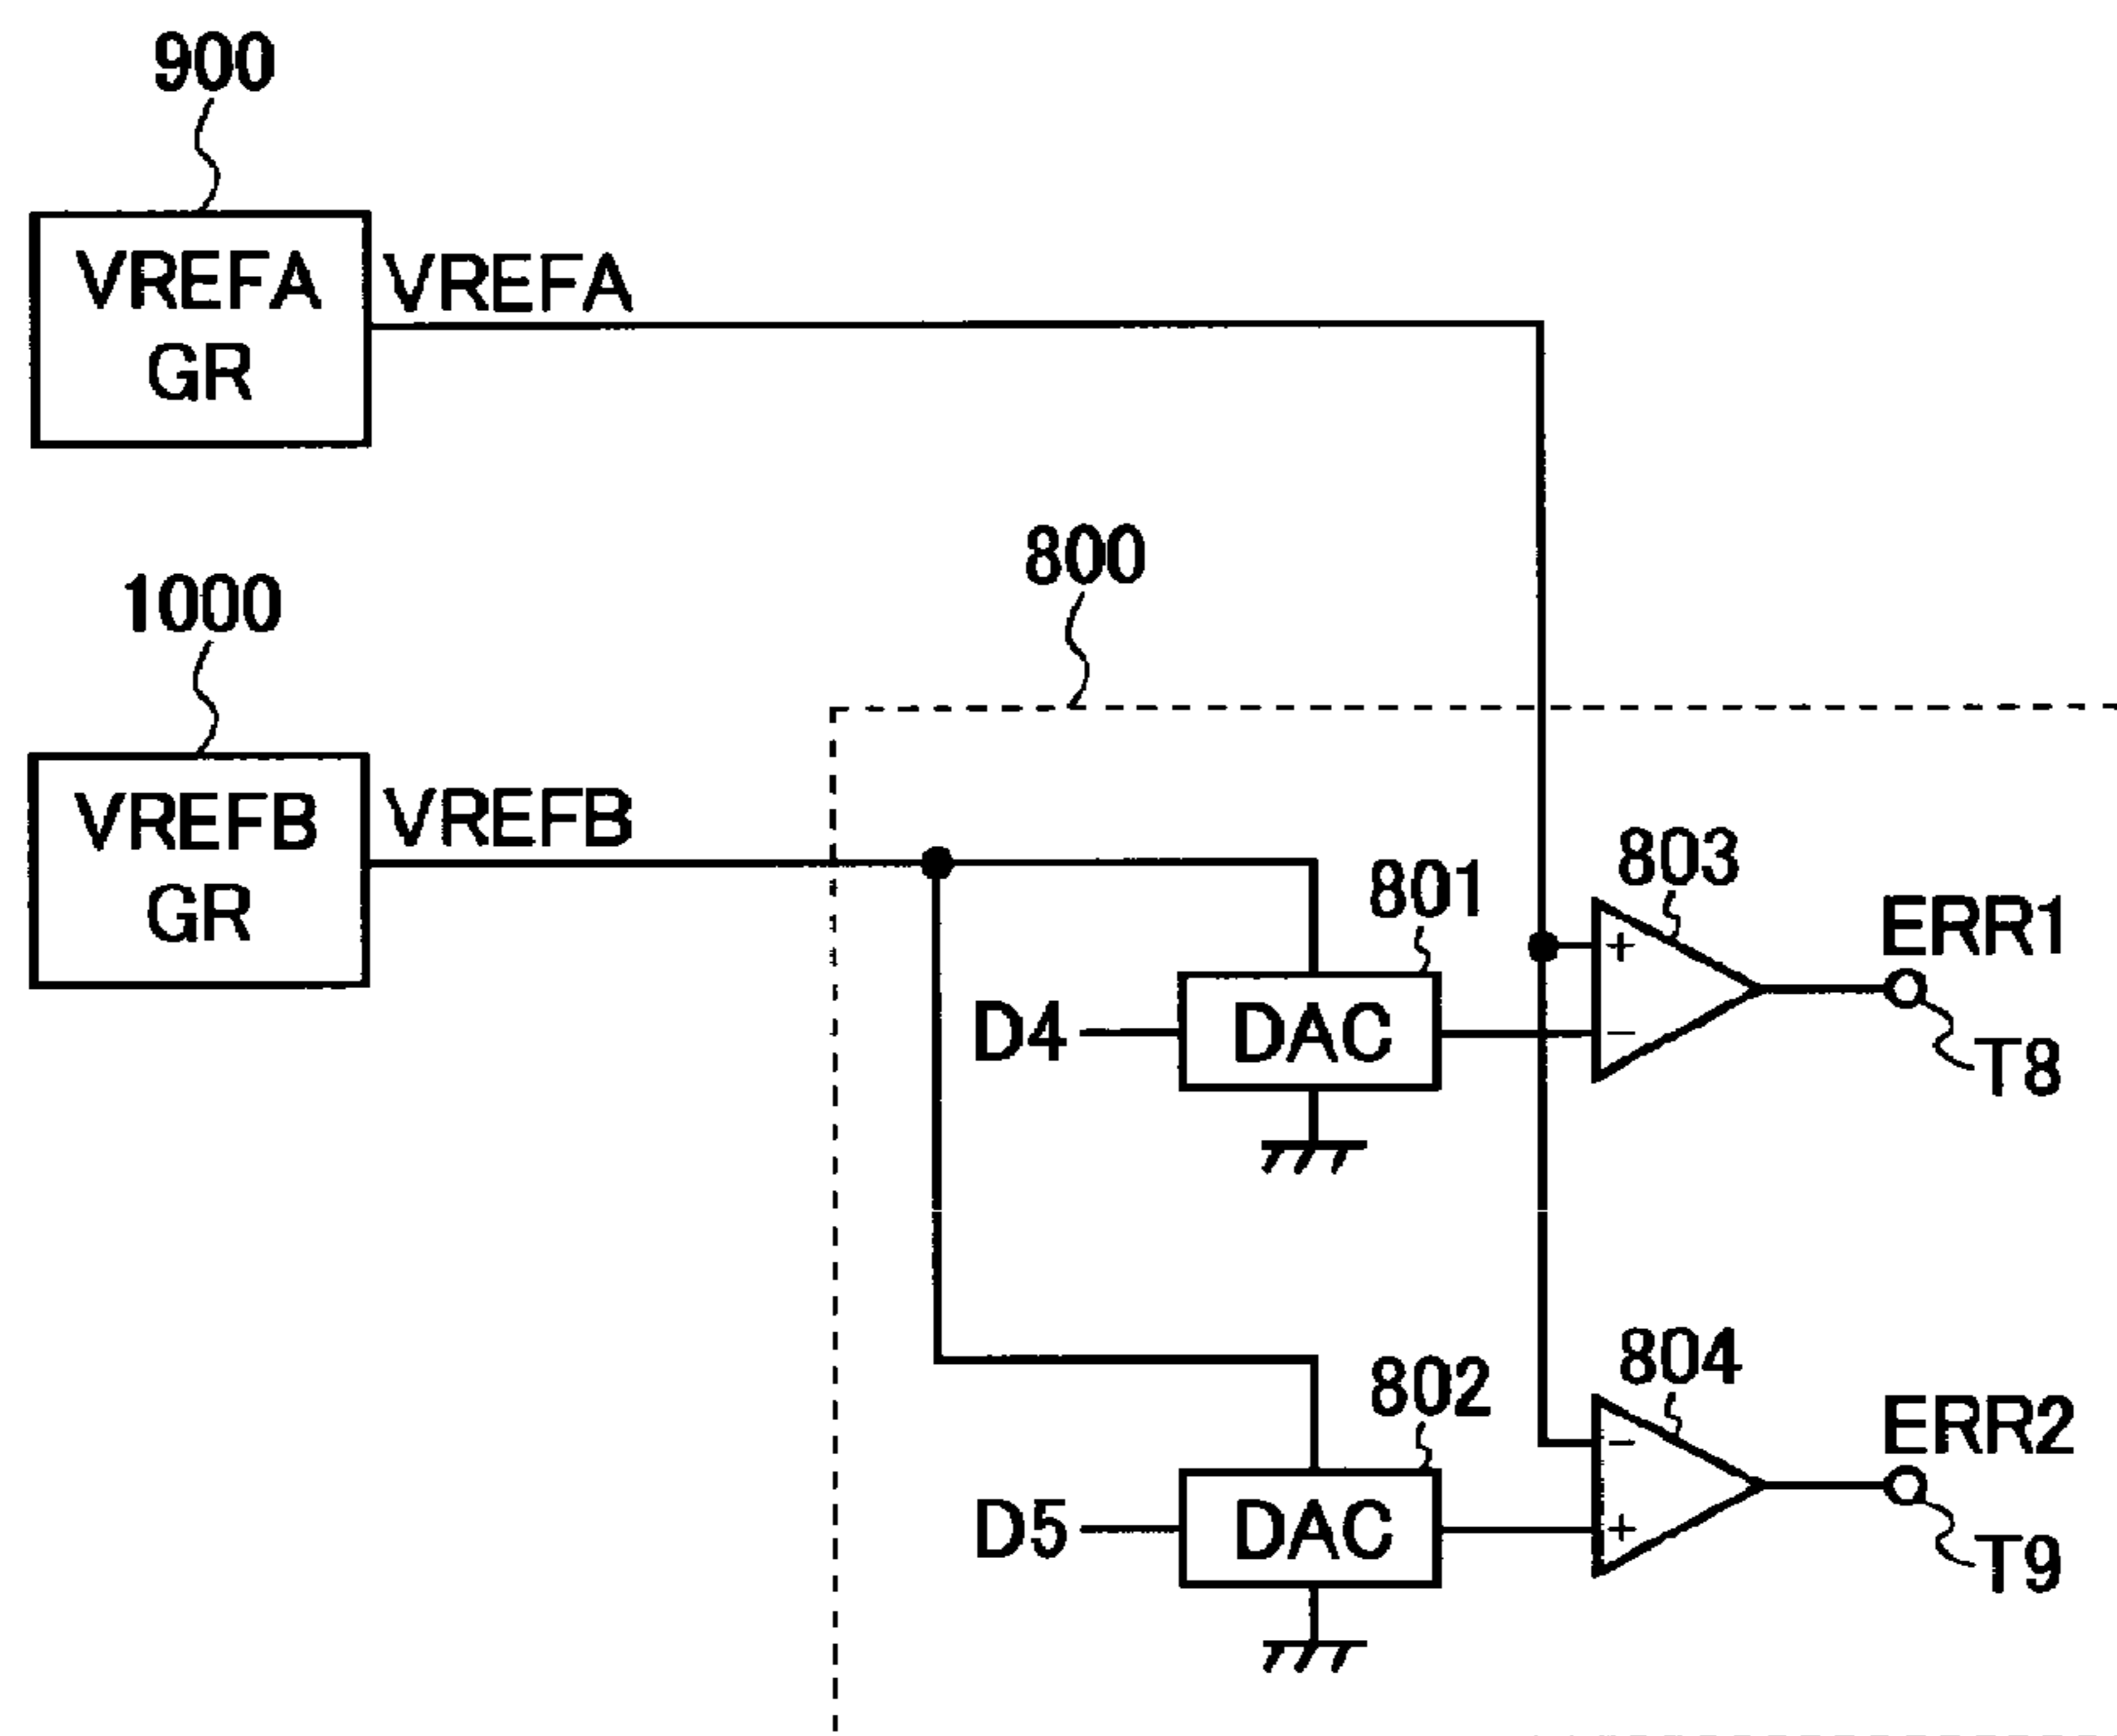 900
VREFA
GR
VREFA
800
1000
VREFB
GR
VREFB
801
803
ERR1
D4
DAC
+
−
T8
802
804
ERR2
D5
DAC
−
+
T9